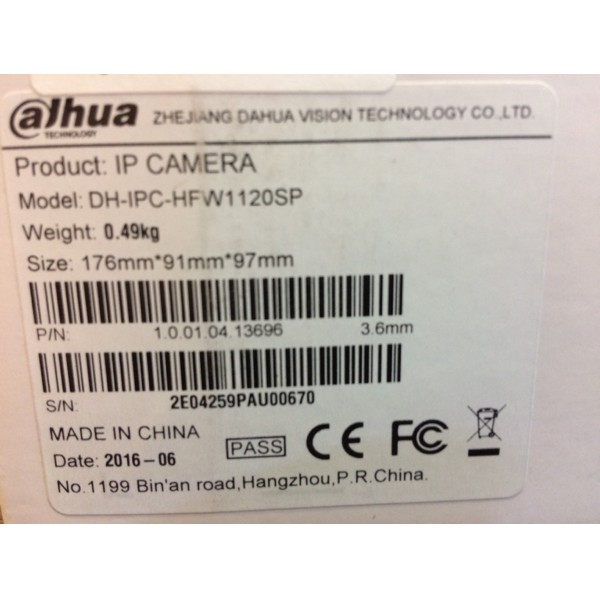 alhua
TECHNOLOGY
ZHEJIANG DAHUA VISION TECHNOLOGY CO.,LTD.
Product: IP CAMERA
Model: DH-IPC-HFW1120SP
Weight: 0.49kg
Size: 176mm*91mm*97mm
P/N: 1.0.01.04.13696 3.6mm
S/N: 2E04259PAU00670
MADE IN CHINA
PASS CE FC
Date: 2016-06
No.1199 Bin'an road,Hangzhou,P.R.China.